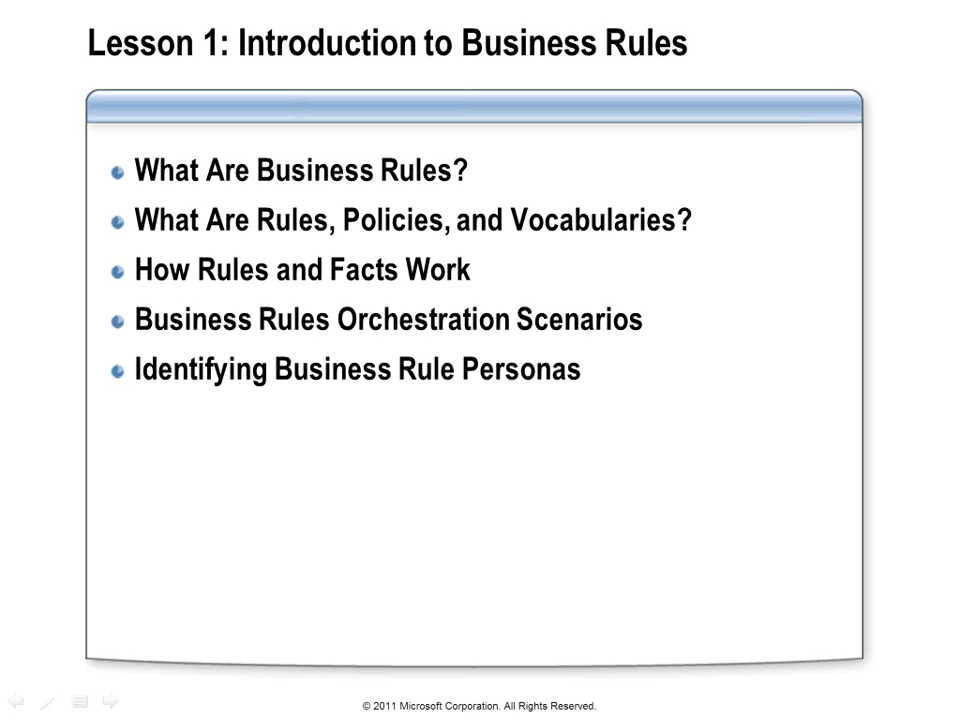 Lesson 1: Introduction to Business Rules
What Are Business Rules?
What Are Rules, Policies, and Vocabularies?
How Rules and Facts Work
Business Rules Orchestration Scenarios
Identifying Business Rule Personas
© 2011 Microsoft Corporation. All Rights Reserved.